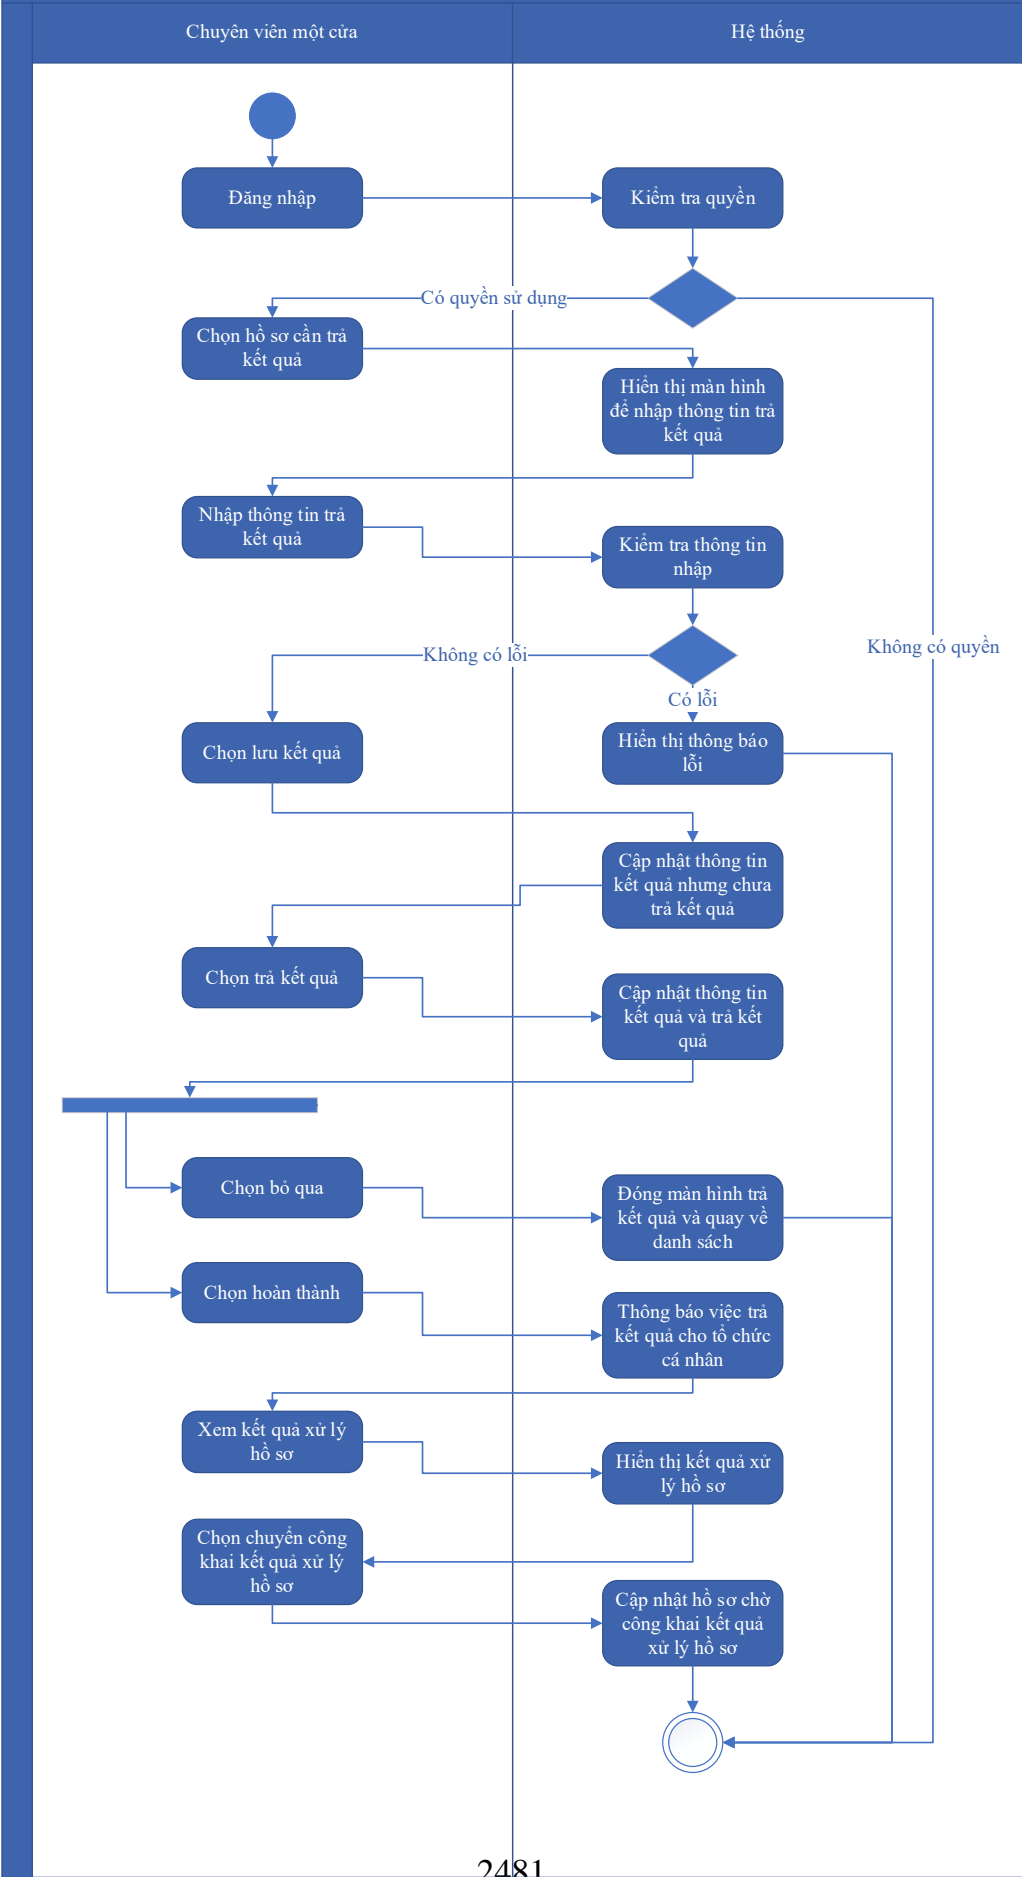 Chuyên viên một cửa
Hệ thống
Đăng nhập
Kiểm tra quyền
Có quyền sử dụng
Chọn hồ sơ cần trả
kết quả
Hiển thị màn hình
để nhập thông tin trả
kết quả
Nhập thông tin trả
kết quả
Kiểm tra thông tin
nhập
Không có quyền
Không có lỗi
Có lỗi
Chọn lưu kết quả
Hiển thị thông báo
lỗi
Cập nhật thông tin
kết quả nhưng chưa
trả kết quả
Chọn trả kết quả
Cập nhật thông tin
kết quả và trả kết
quả
Chọn bỏ qua
Đóng màn hình trả
kết quả và quay về
danh sách
Chọn hoàn thành
Thông báo việc trả
kết quả cho tổ chức
cá nhân
Xem kết quả xử lý
hồ sơ
Hiển thị kết quả xử
lý hồ sơ
Chọn chuyển công
khai kết quả xử lý
hồ sơ
Cập nhật hồ sơ chờ
công khai kết quả
xử lý hồ sơ
2481